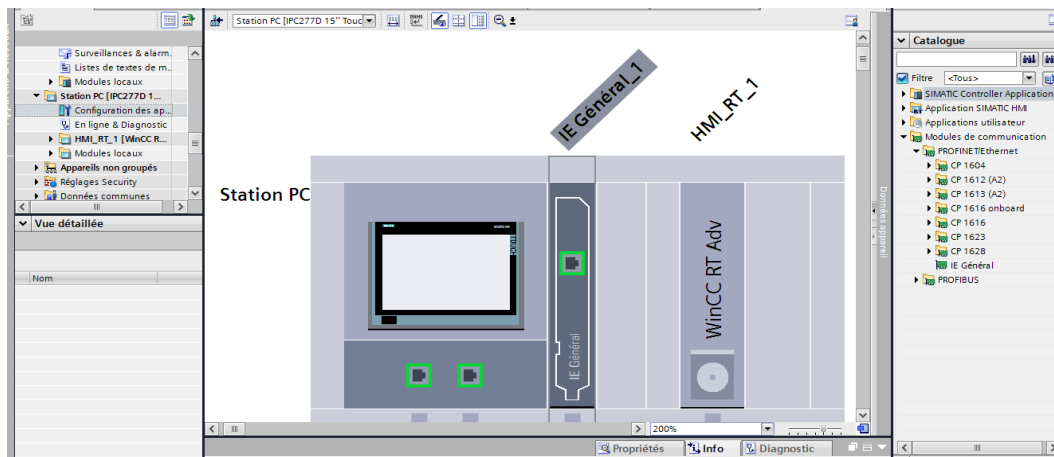 Station PC [IPC277D 15" Touc
Surveillances & alarm.
Listes de textes de m..
Modules locaux
Station PC [IPC277D 1...
Configuration des ap...
En ligne & Diagnostic
HMI_RT_1 [WinCC R...
Modules locaux
Appareils non groupés
Réglages Security
Données communes
Vue détaillée
Nom
IE Général_1
HMI_RT_1
Station PC
IE Général
WinCC RT Adv
200%
Propriétés
Info
Diagnostic
Données appareil
Catalogue
Filtre
<Tous>
SIMATIC Controller Application
Application SIMATIC HMI
Applications utilisateur
Modules de communication
PROFINET/Ethernet
CP 1604
CP 1612 (A2)
CP 1613 (A2)
CP 1616 onboard
CP 1616
CP 1623
CP 1628
IE Général
PROFIBUS